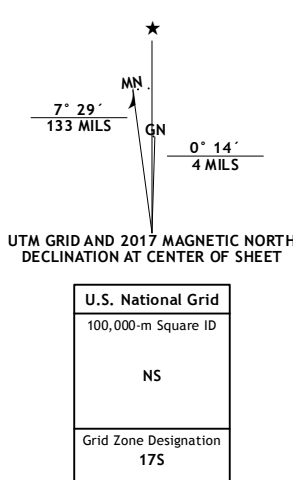 ★
MN
7° 29´
133 MILS
GN
0° 14´
4 MILS
UTM GRID AND 2017 MAGNETIC NORTH
DECLINATION AT CENTER OF SHEET
U.S. National Grid
100,000-m Square ID
NS
Grid Zone Designation
17S